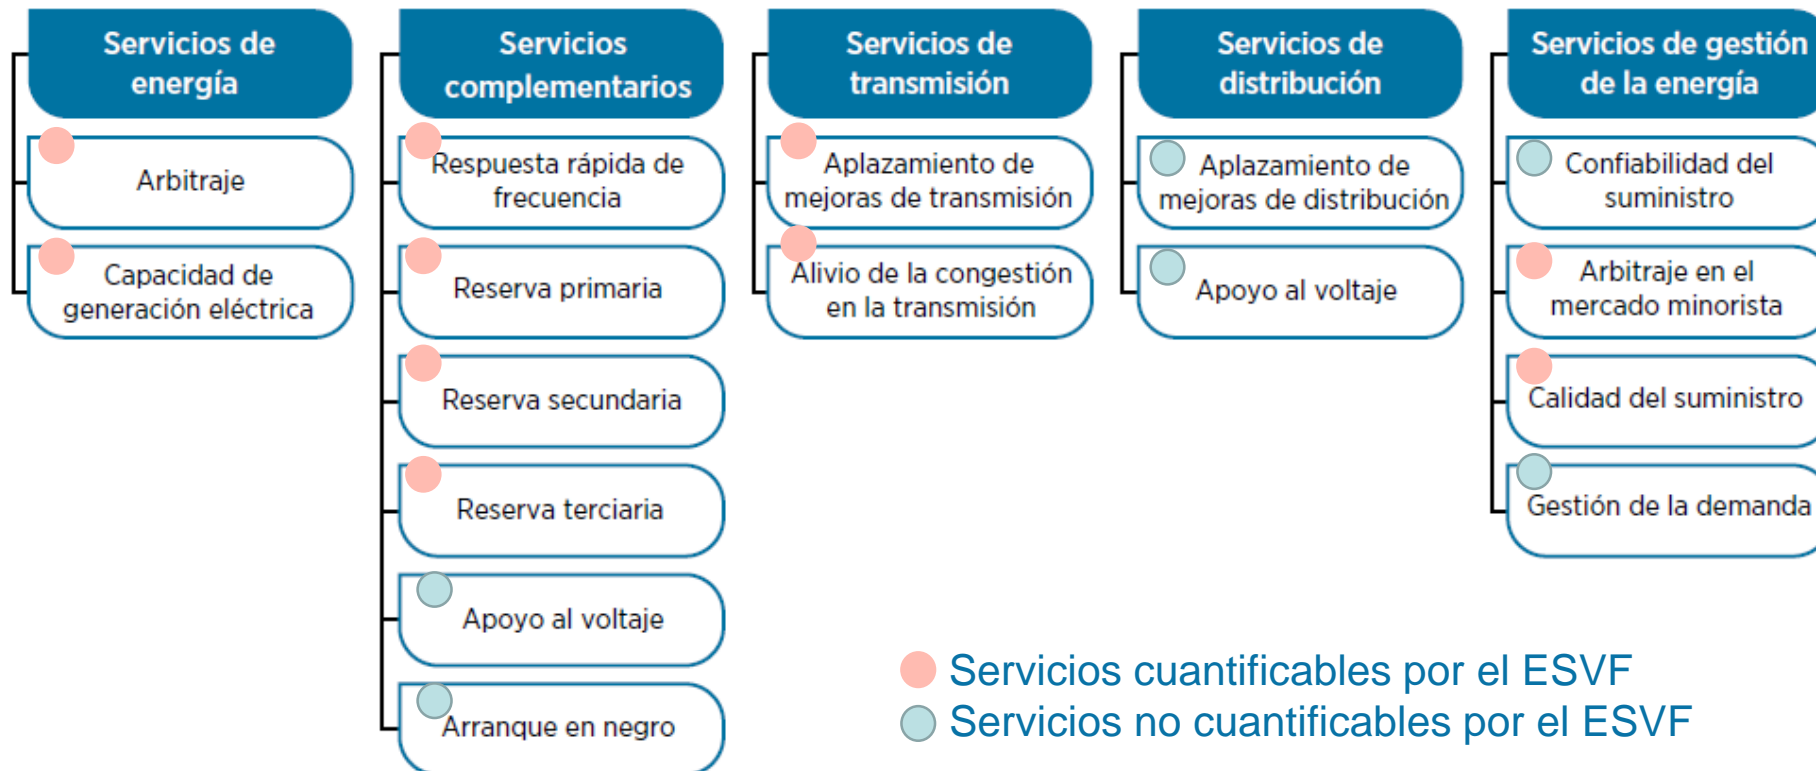 Servicios de
energía
Arbitraje
Capacidad de
generación eléctrica
Servicios
complementarios
Respuesta rápida de
frecuencia
Reserva primaria
Reserva secundaria
Reserva terciaria
Apoyo al voltaje
Arranque en negro
Servicios de
transmisión
Aplazamiento de
mejoras de transmisión
Alivio de la congestión
en la transmisión
Servicios de
distribución
Aplazamiento de
mejoras de distribución
Apoyo al voltaje
Servicios de gestión
de la energía
Confiabilidad del
suministro
Arbitraje en el
mercado minorista
Calidad del suministro
Gestión de la demanda
Servicios cuantificables por el ESVF
Servicios no cuantificables por el ESVF